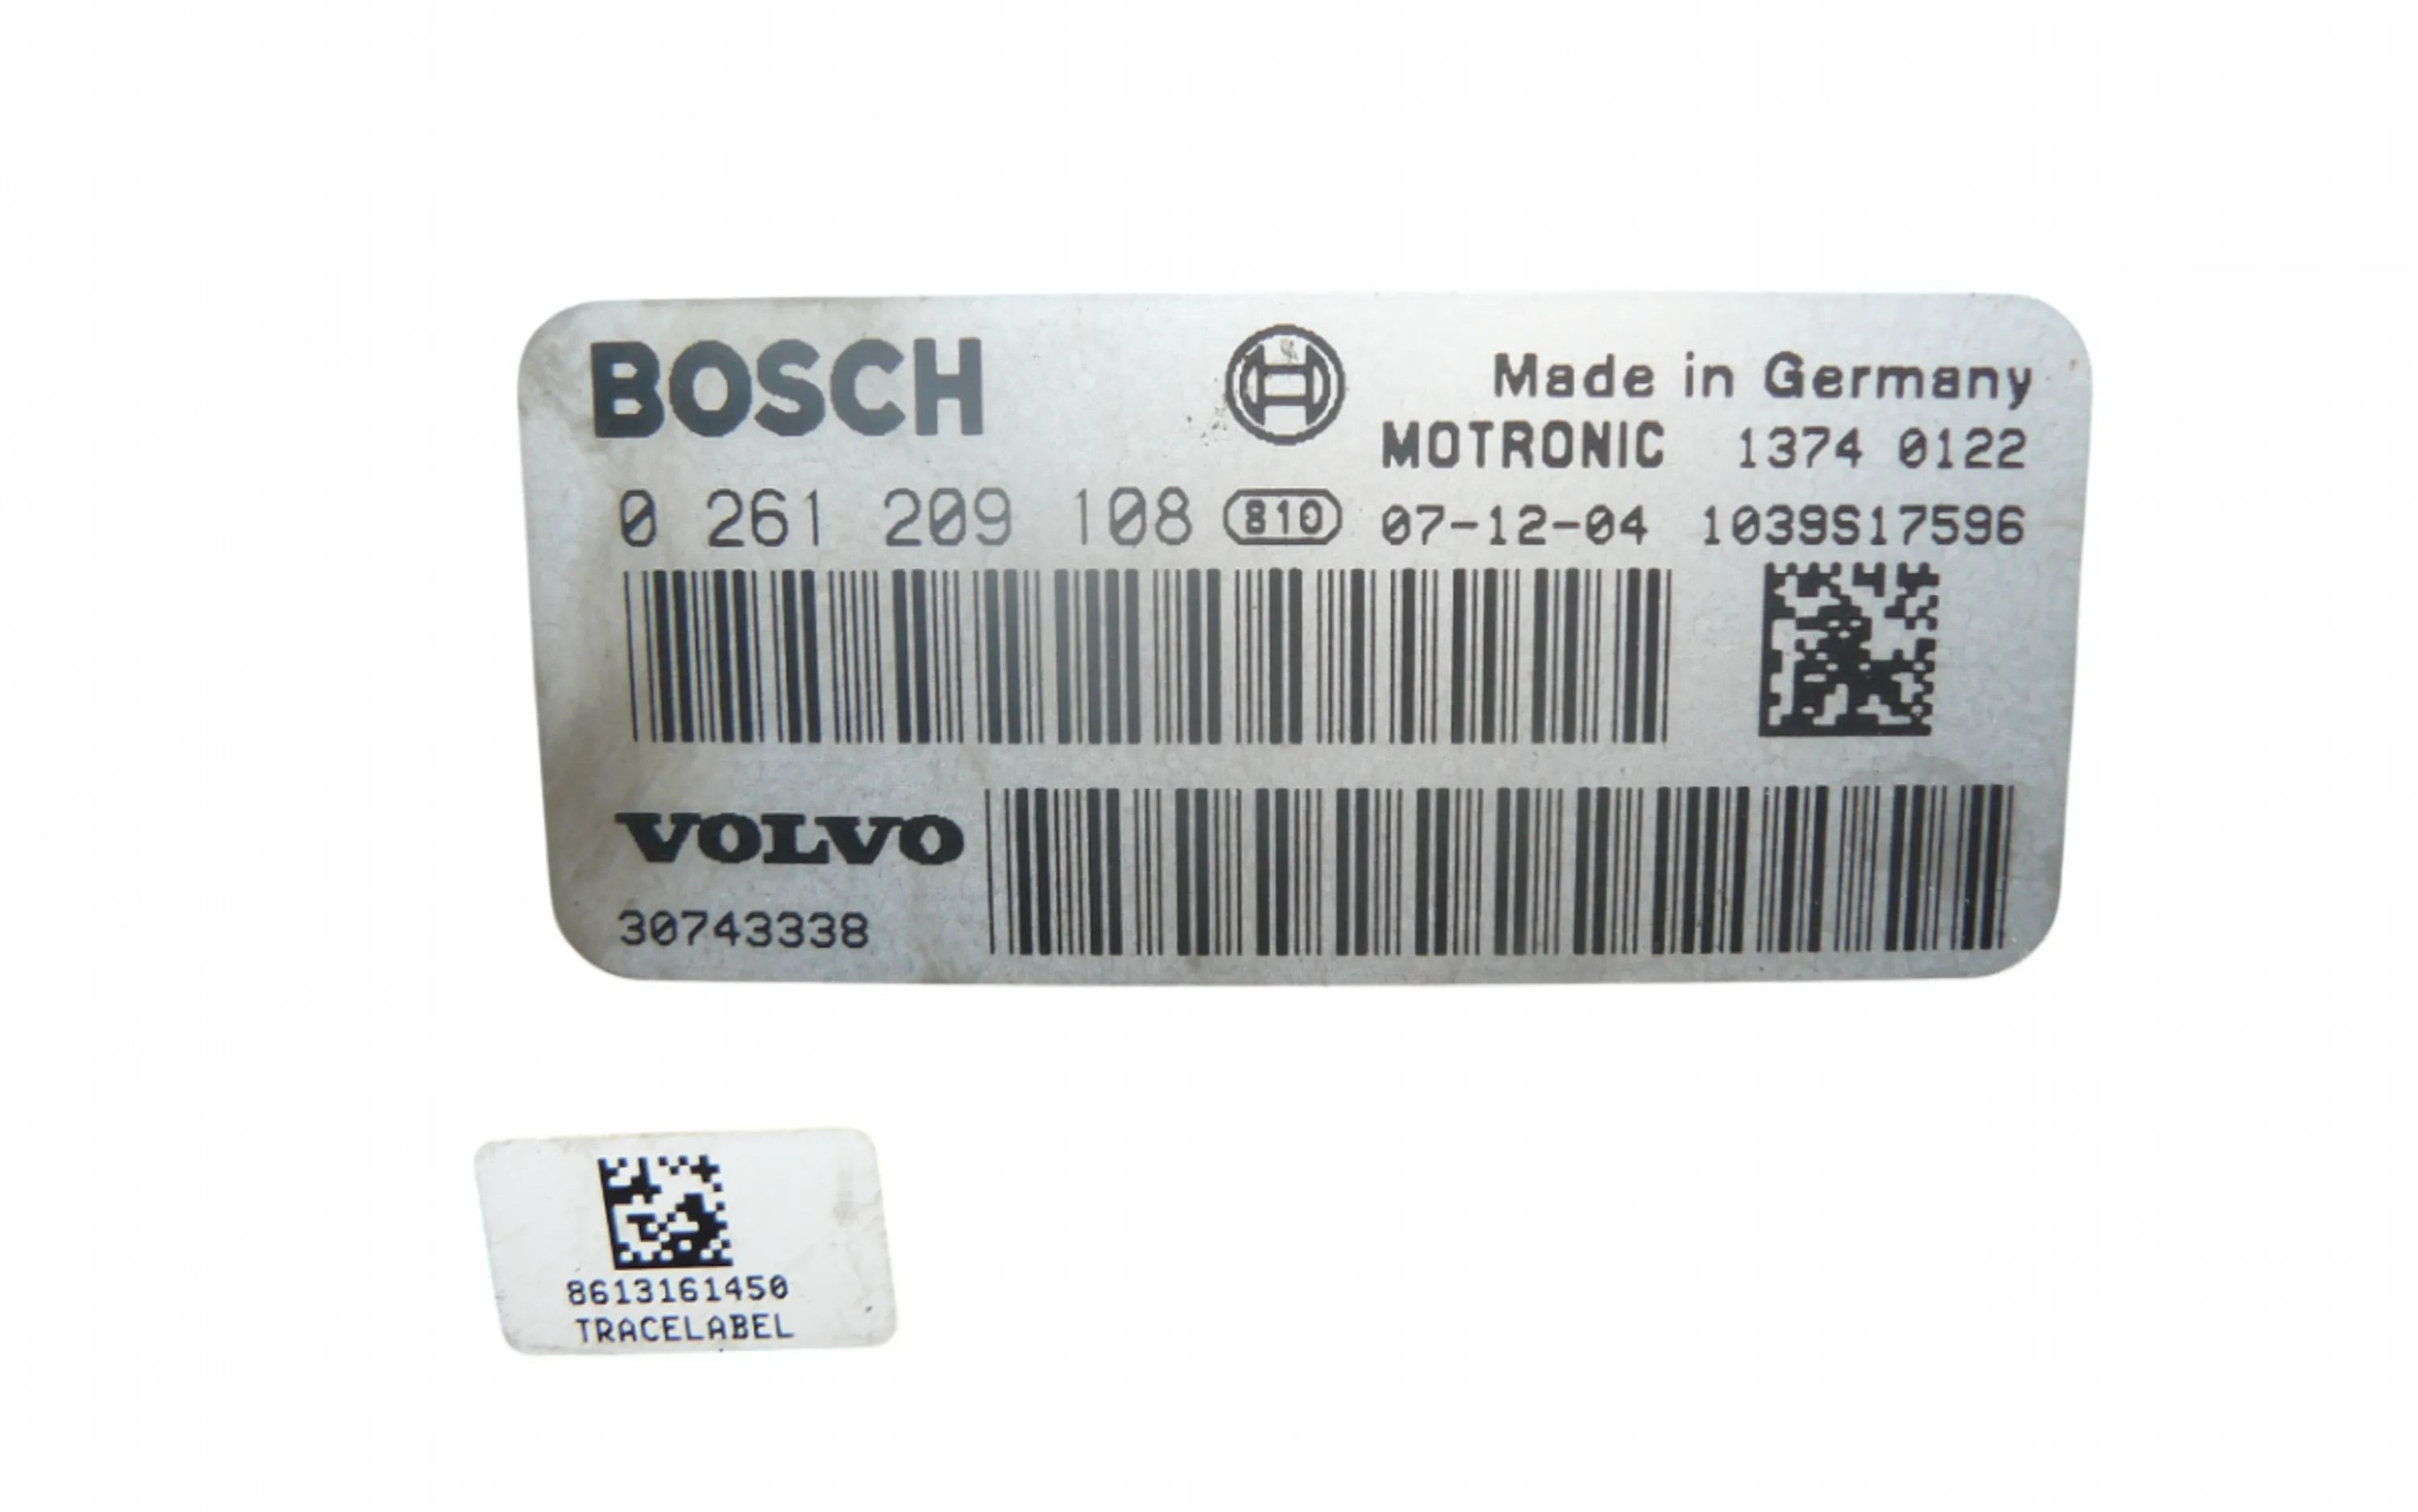 BOSCH
Made in Germany
MOTRONIC 1374 0122
0 261 209 108 810 07-12-04 1039S17596
VOLVO
30743338
8613161450
TRACELABEL